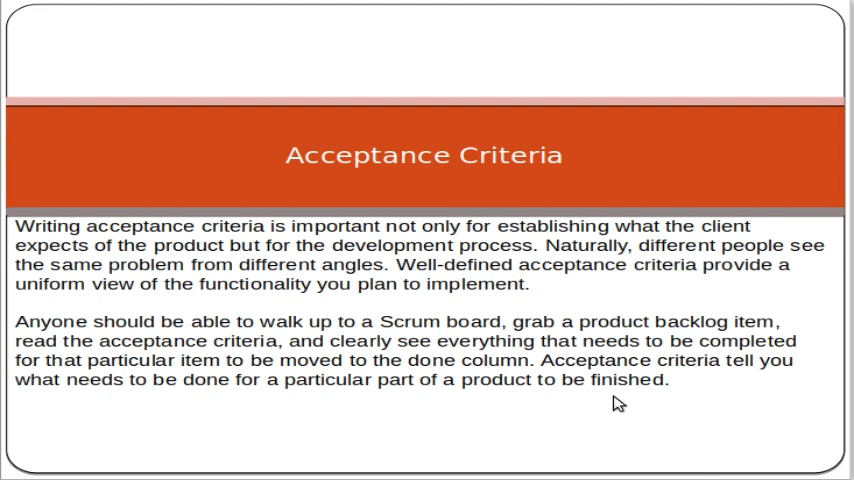 Acceptance Criteria
Writing acceptance criteria is important not only for establishing what the client
expects of the product but for the development process. Naturally, different people see
the same problem from different angles. Well-defined acceptance criteria provide a
uniform view of the functionality you plan to implement.
Anyone should be able to walk up to a Scrum board, grab a product backlog item,
read the acceptance criteria, and clearly see everything that needs to be completed
for that particular item to be moved to the done column. Acceptance criteria tell you
what needs to be done for a particular part of a product to be finished.